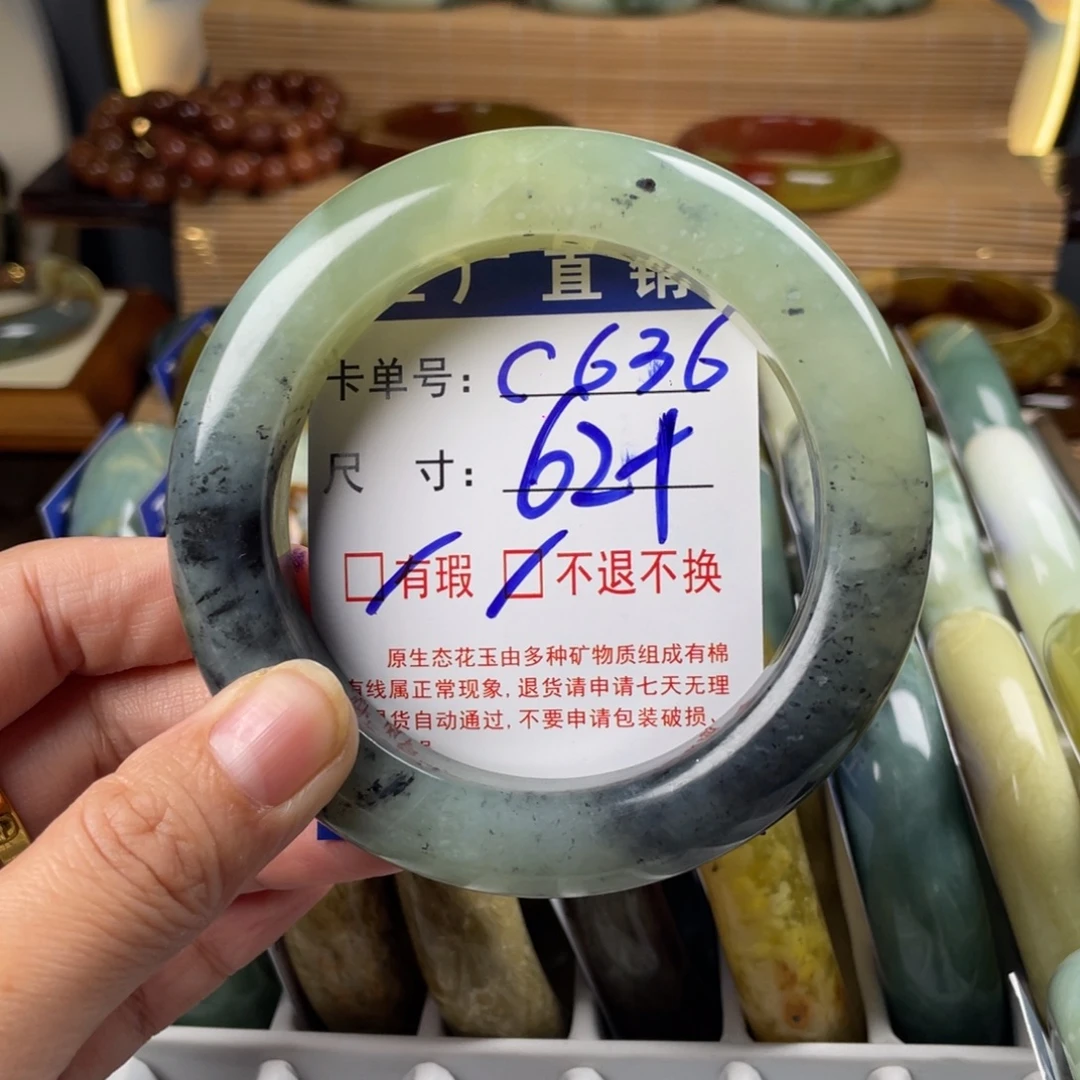 厂直销
卡单号：C636
尺 寸：62+
有瑕 不退不换
原生态花玉由多种矿物质组成有棉
有线属正常现象，退货请申请七天无理
货自动通过，不要申请包装破损、